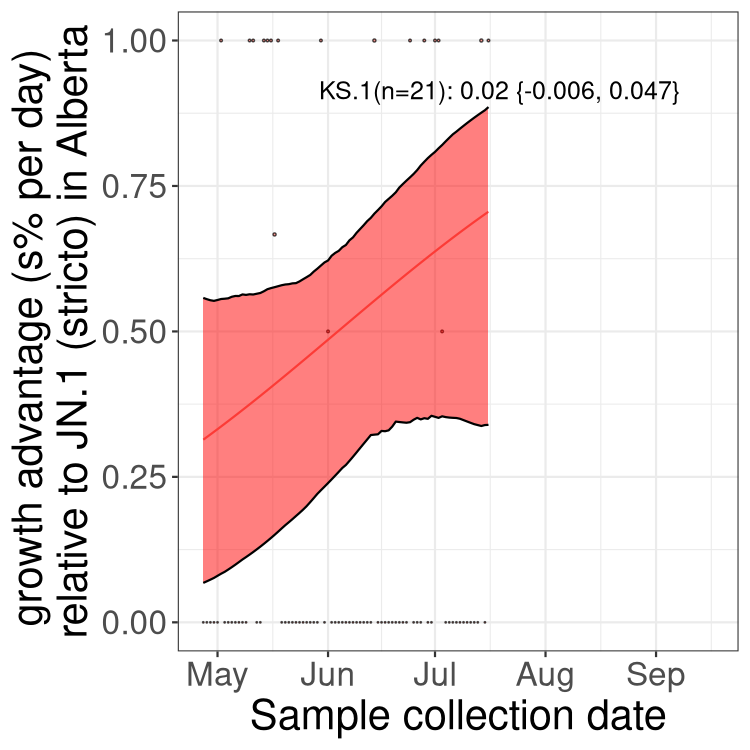 growth advantage (s% per day)
relative to JN.1 (stricto) in Alberta
1.00
0.75
0.50
0.25
0.00
KS.1(n=21): 0.02 {-0.006, 0.047}
May Jun Jul Aug Sep
Sample collection date